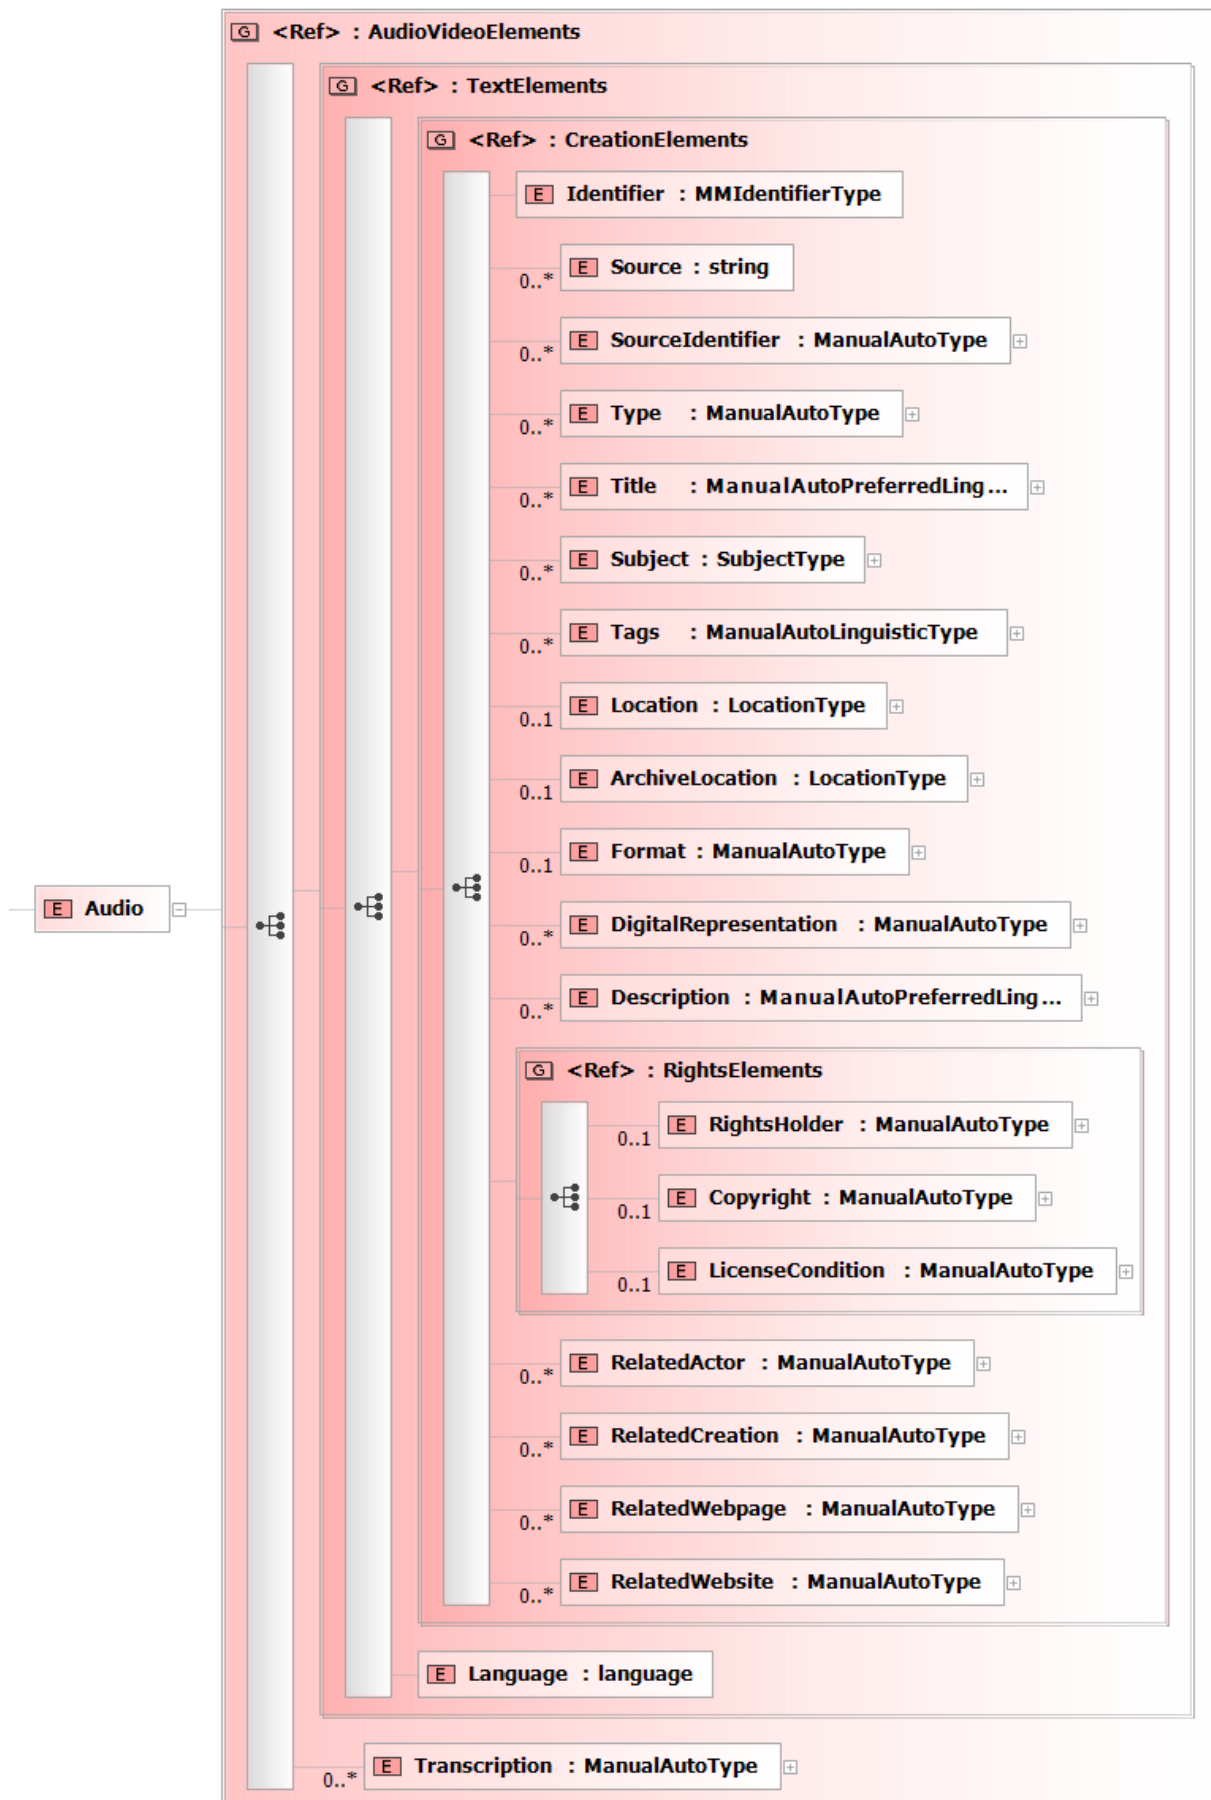 G <Ref> : AudioVideoElements
G <Ref> : TextElements
G <Ref> : CreationElements
E Identifier : MMIdentifierType
0..* E Source : string
0..* E SourceIdentifier : ManualAutoType
0..* E Type : ManualAutoType
0..* E Title : ManualAutoPreferredLing...
0..* E Subject : SubjectType
0..* E Tags : ManualAutoLinguisticType
0..1 E Location : LocationType
0..1 E ArchiveLocation : LocationType
0..1 E Format : ManualAutoType
E Audio
0..* E DigitalRepresentation : ManualAutoType
0..* E Description : ManualAutoPreferredLing...
G <Ref> : RightsElements
0..1 E RightsHolder : ManualAutoType
0..1 E Copyright : ManualAutoType
0..1 E LicenseCondition : ManualAutoType
0..* E RelatedActor : ManualAutoType
0..* E RelatedCreation : ManualAutoType
0..* E RelatedWebpage : ManualAutoType
0..* E RelatedWebsite : ManualAutoType
E Language : language
0..* E Transcription : ManualAutoType